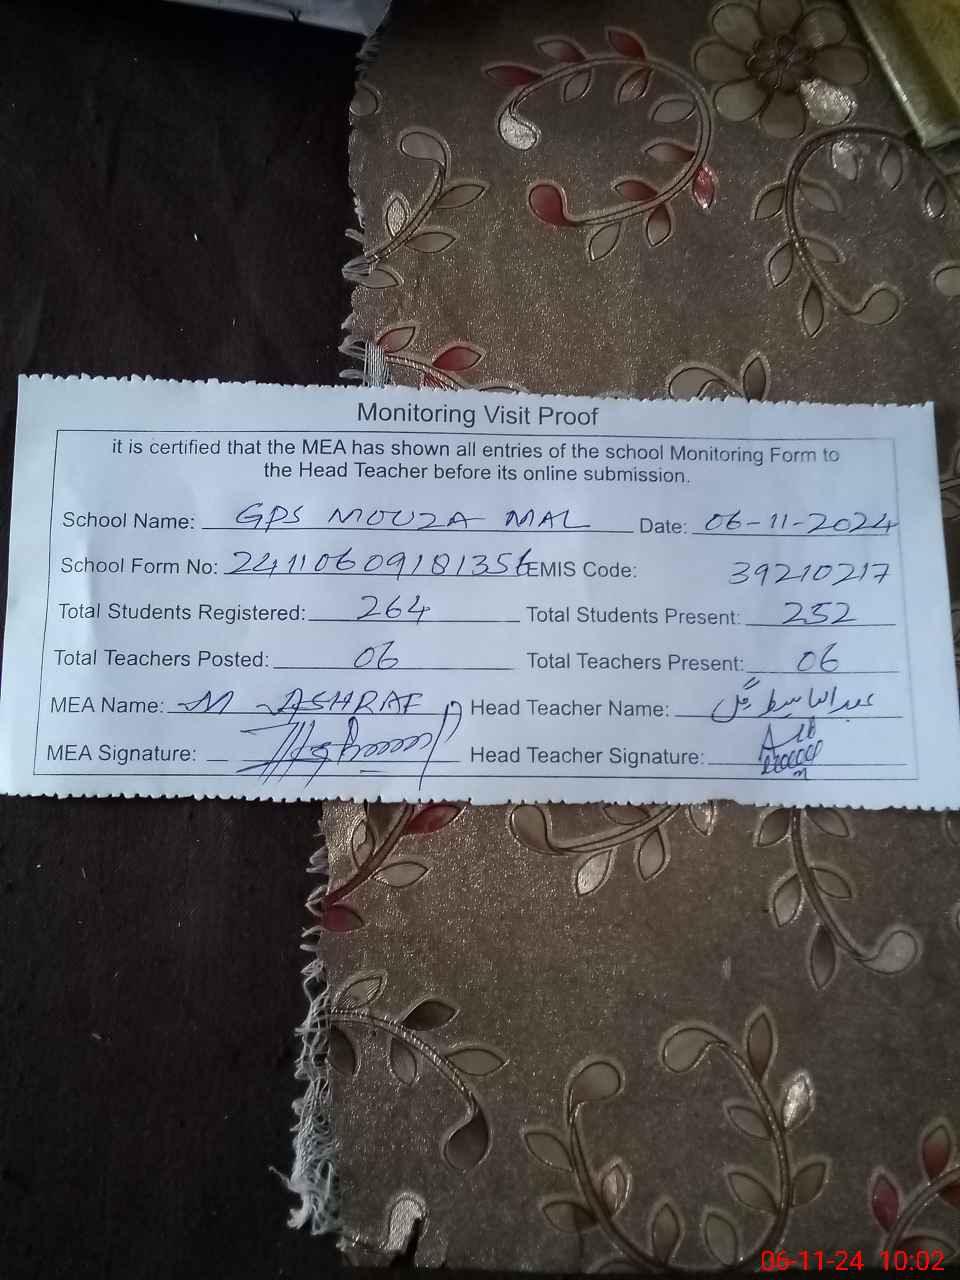 Monitoring Visit Proof
it is certified that the MEA has shown all entries of the school Monitoring Form to
the Head Teacher before its online submission.
School Name: GPS MOUZA MAL Date: 06-11-2024
School Form No: 24110609181356 EMIS Code: 39210217
Total Students Registered: 264 Total Students Present: 252
Total Teachers Posted: 06 Total Teachers Present: 06
MEA Name: M ASHRAF Head Teacher Name: عبدالباسط گل
MEA Signature: Head Teacher Signature:
06-11-24 10:02